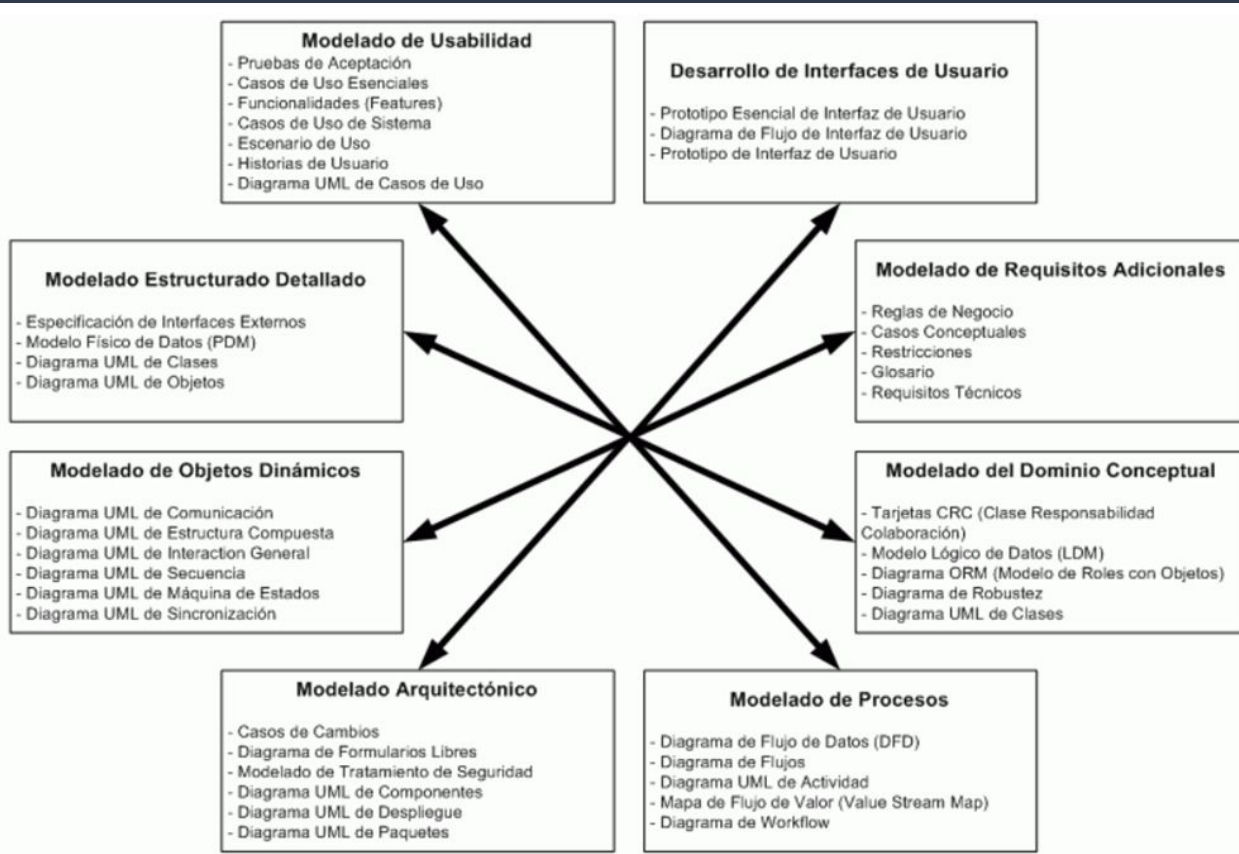 Modelado de Usabilidad
- Pruebas de Aceptación
- Casos de Uso Esenciales
- Funcionalidades (Features)
- Casos de Uso de Sistema
- Escenario de Uso
- Historias de Usuario
- Diagrama UML de Casos de Uso
Desarrollo de Interfaces de Usuario
- Prototipo Esencial de Interfaz de Usuario
- Diagrama de Flujo de Interfaz de Usuario
- Prototipo de Interfaz de Usuario
Modelado Estructurado Detallado
- Especificación de Interfaces Externos
- Modelo Físico de Datos (PDM)
- Diagrama UML de Clases
- Diagrama UML de Objetos
Modelado de Requisitos Adicionales
- Reglas de Negocio
- Casos Conceptuales
- Restricciones
- Glosario
- Requisitos Técnicos
Modelado de Objetos Dinámicos
- Diagrama UML de Comunicación
- Diagrama UML de Estructura Compuesta
- Diagrama UML de Interaction General
- Diagrama UML de Secuencia
- Diagrama UML de Máquina de Estados
- Diagrama UML de Sincronización
Modelado del Dominio Conceptual
- Tarjetas CRC (Clase Responsabilidad
Colaboración)
- Modelo Lógico de Datos (LDM)
- Diagrama ORM (Modelo de Roles con Objetos)
- Diagrama de Robustez
- Diagrama UML de Clases
Modelado Arquitectónico
- Casos de Cambios
- Diagrama de Formularios Libres
- Modelado de Tratamiento de Seguridad
- Diagrama UML de Componentes
- Diagrama UML de Despliegue
- Diagrama UML de Paquetes
Modelado de Procesos
- Diagrama de Flujo de Datos (DFD)
- Diagrama de Flujos
- Diagrama UML de Actividad
- Mapa de Flujo de Valor (Value Stream Map)
- Diagrama de Workflow